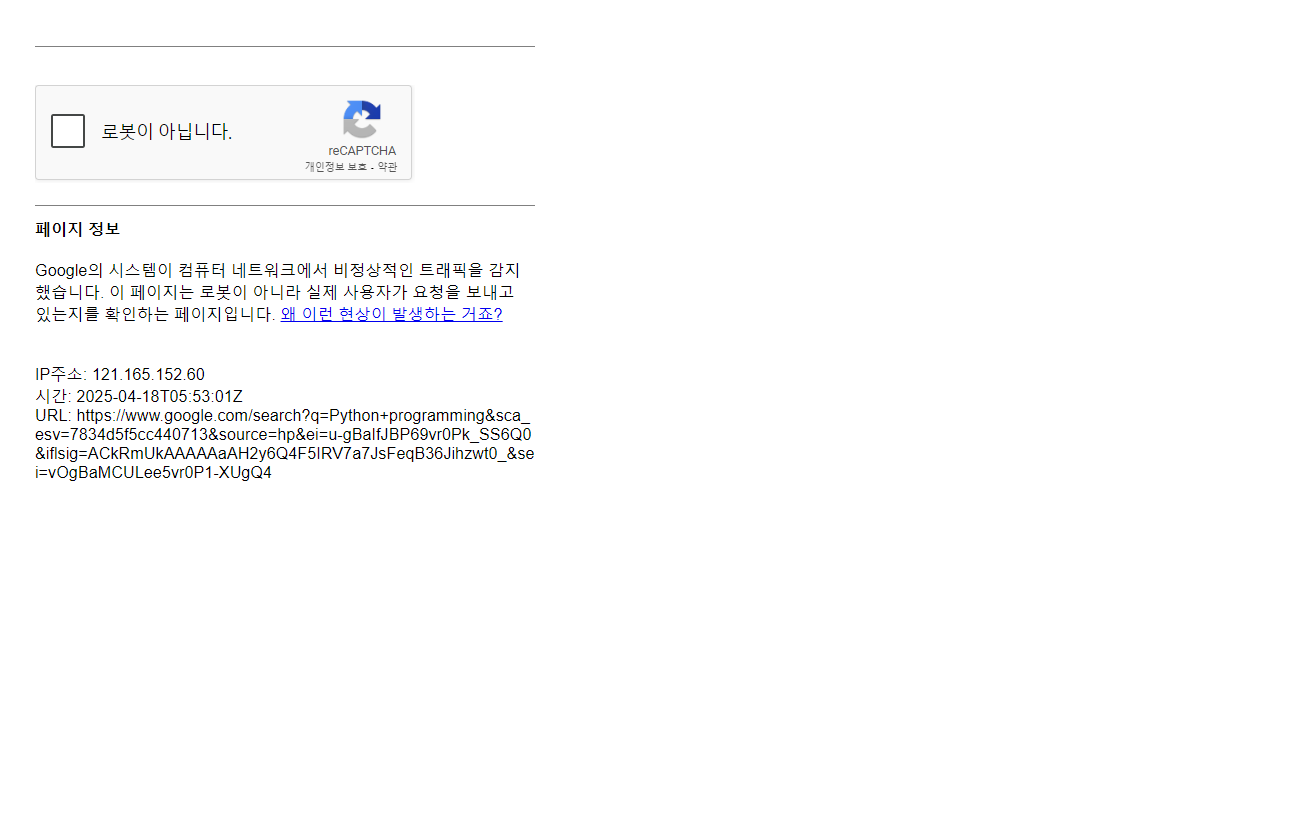 로봇이 아닙니다.
reCAPTCHA
개인정보 보호 - 약관
페이지 정보
Google의 시스템이 컴퓨터 네트워크에서 비정상적인 트래픽을 감지
했습니다. 이 페이지는 로봇이 아니라 실제 사용자가 요청을 보내고
있는지를 확인하는 페이지입니다. 왜 이런 현상이 발생하는 거죠?
IP주소: 121.165.152.60
시간: 2025-04-18T05:53:01Z
URL: https://www.google.com/search?q=Python+programming&sca_
esv=7834d5f5cc440713&source=hp&ei=u-gBaIfJBP69vr0Pk_SS6Q0
&iflsig=ACkRmUkAAAAAaAH2y6Q4F5IRV7a7JsFeqB36Jihzwt0_&se
i=vOgBaMCULee5vr0P1-XUgQ4